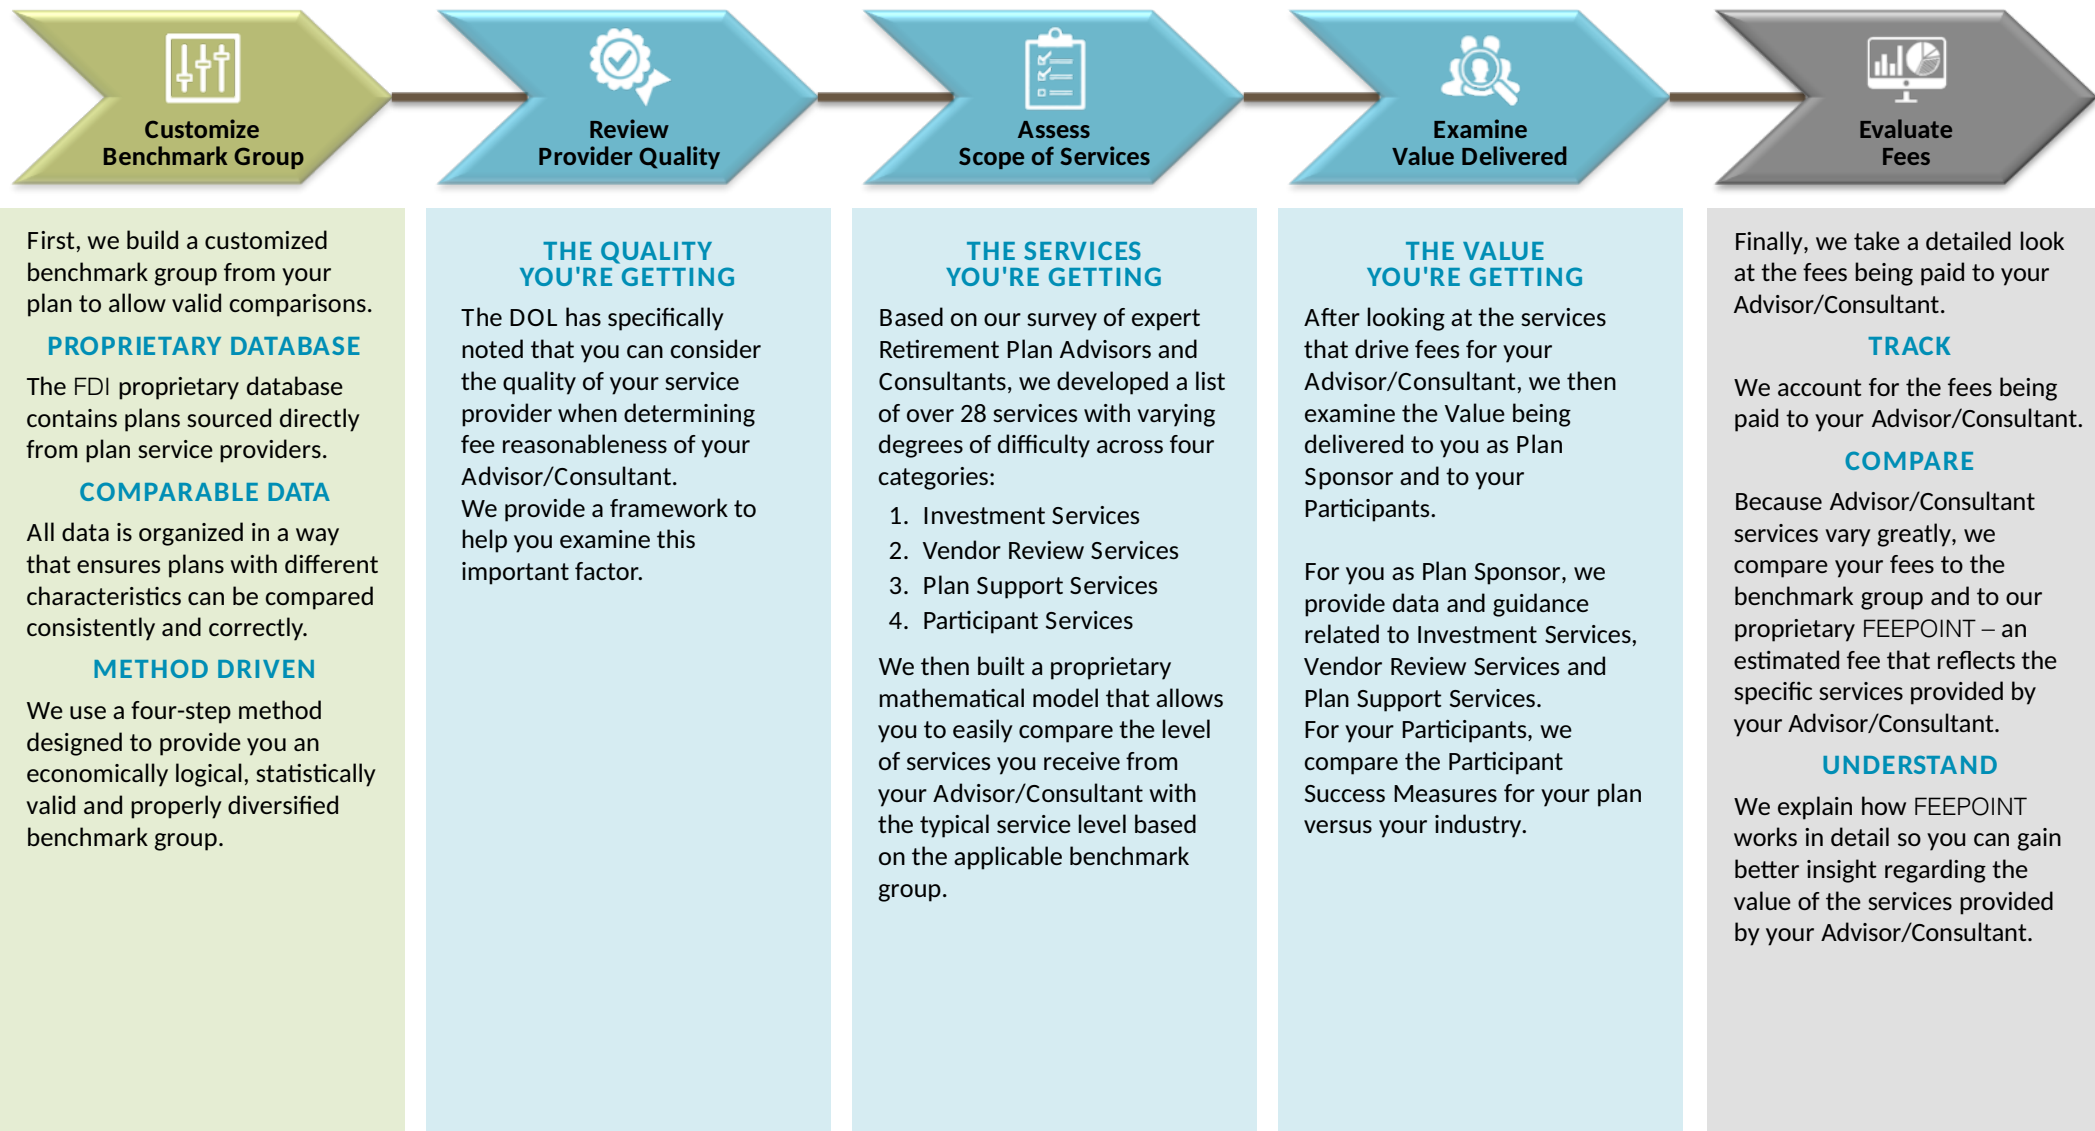 Customize
Benchmark Group
Review
Provider Quality
Assess
Scope of Services
Examine
Value Delivered
Evaluate
Fees
First, we build a customized
benchmark group from your
plan to allow valid comparisons.
PROPRIETARY DATABASE
The FDI proprietary database
contains plans sourced directly
from plan service providers.
COMPARABLE DATA
All data is organized in a way
that ensures plans with different
characteristics can be compared
consistently and correctly.
METHOD DRIVEN
We use a four-step method
designed to provide you an
economically logical, statistically
valid and properly diversified
benchmark group.
THE QUALITY
YOU'RE GETTING
The DOL has specifically
noted that you can consider
the quality of your service
provider when determining
fee reasonableness of your
Advisor/Consultant.
We provide a framework to
help you examine this
important factor.
THE SERVICES
YOU'RE GETTING
Based on our survey of expert
Retirement Plan Advisors and
Consultants, we developed a list
of over 28 services with varying
degrees of difficulty across four
categories:
1. Investment Services
2. Vendor Review Services
3. Plan Support Services
4. Participant Services
We then built a proprietary
mathematical model that allows
you to easily compare the level
of services you receive from
your Advisor/Consultant with
the typical service level based
on the applicable benchmark
group.
THE VALUE
YOU'RE GETTING
After looking at the services
that drive fees for your
Advisor/Consultant, we then
examine the Value being
delivered to you as Plan
Sponsor and to your
Participants.
For you as Plan Sponsor, we
provide data and guidance
related to Investment Services,
Vendor Review Services and
Plan Support Services.
For your Participants, we
compare the Participant
Success Measures for your plan
versus your industry.
Finally, we take a detailed look
at the fees being paid to your
Advisor/Consultant.
TRACK
We account for the fees being
paid to your Advisor/Consultant.
COMPARE
Because Advisor/Consultant
services vary greatly, we
compare your fees to the
benchmark group and to our
proprietary FEEPOINT – an
estimated fee that reflects the
specific services provided by
your Advisor/Consultant.
UNDERSTAND
We explain how FEEPOINT
works in detail so you can gain
better insight regarding the
value of the services provided
by your Advisor/Consultant.